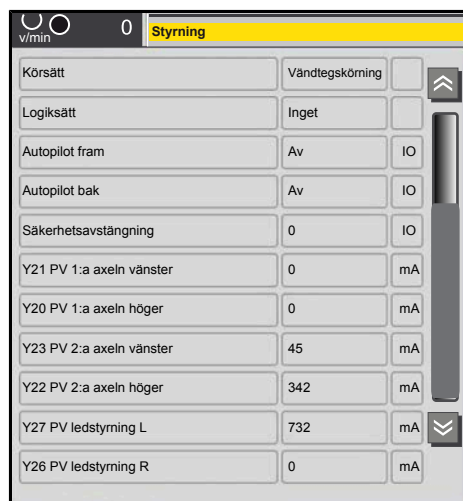 v/min 0 Styrning
Körsätt Vändtegskörning
Logiksätt Inget
Autopilot fram Av IO
Autopilot bak Av IO
Säkerhetsavstängning 0 IO
Y21 PV 1:a axeln vänster 0 mA
Y20 PV 1:a axeln höger 0 mA
Y23 PV 2:a axeln vänster 45 mA
Y22 PV 2:a axeln höger 342 mA
Y27 PV ledstyrning L 732 mA
Y26 PV ledstyrning R 0 mA